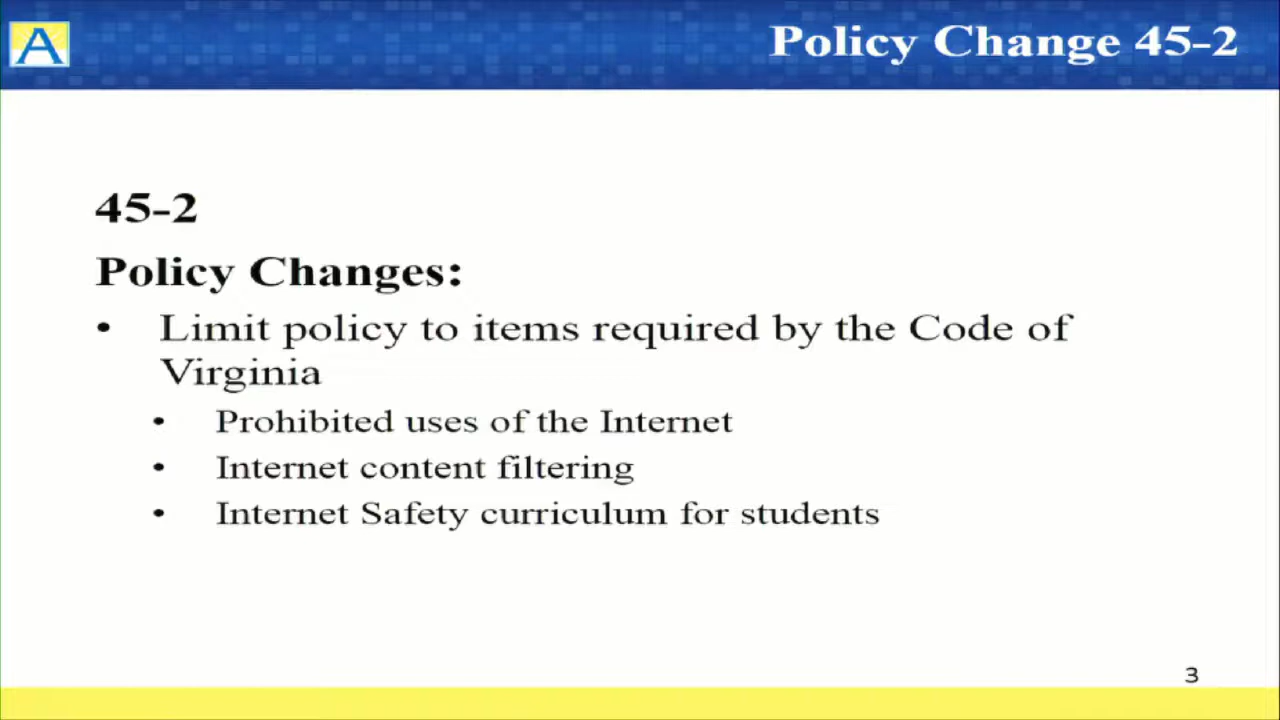 A
Policy Change 45-2
45-2
Policy Changes:
• Limit policy to items required by the Code of
Virginia
• Prohibited uses of the Internet
• Internet content filtering
• Internet Safety curriculum for students
3